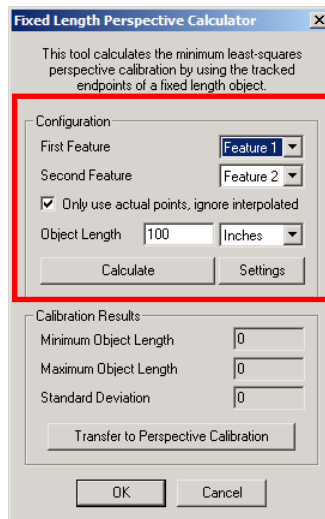 Fixed Length Perspective Calculator
This tool calculates the minimum least-squares
perspective calibration by using the tracked
endpoints of a fixed length object.
Configuration
First Feature Feature 1
Second Feature Feature 2
Only use actual points, ignore interpolated
Object Length 100 Inches
Calculate Settings
Calibration Results
Minimum Object Length 0
Maximum Object Length 0
Standard Deviation 0
Transfer to Perspective Calibration
OK Cancel